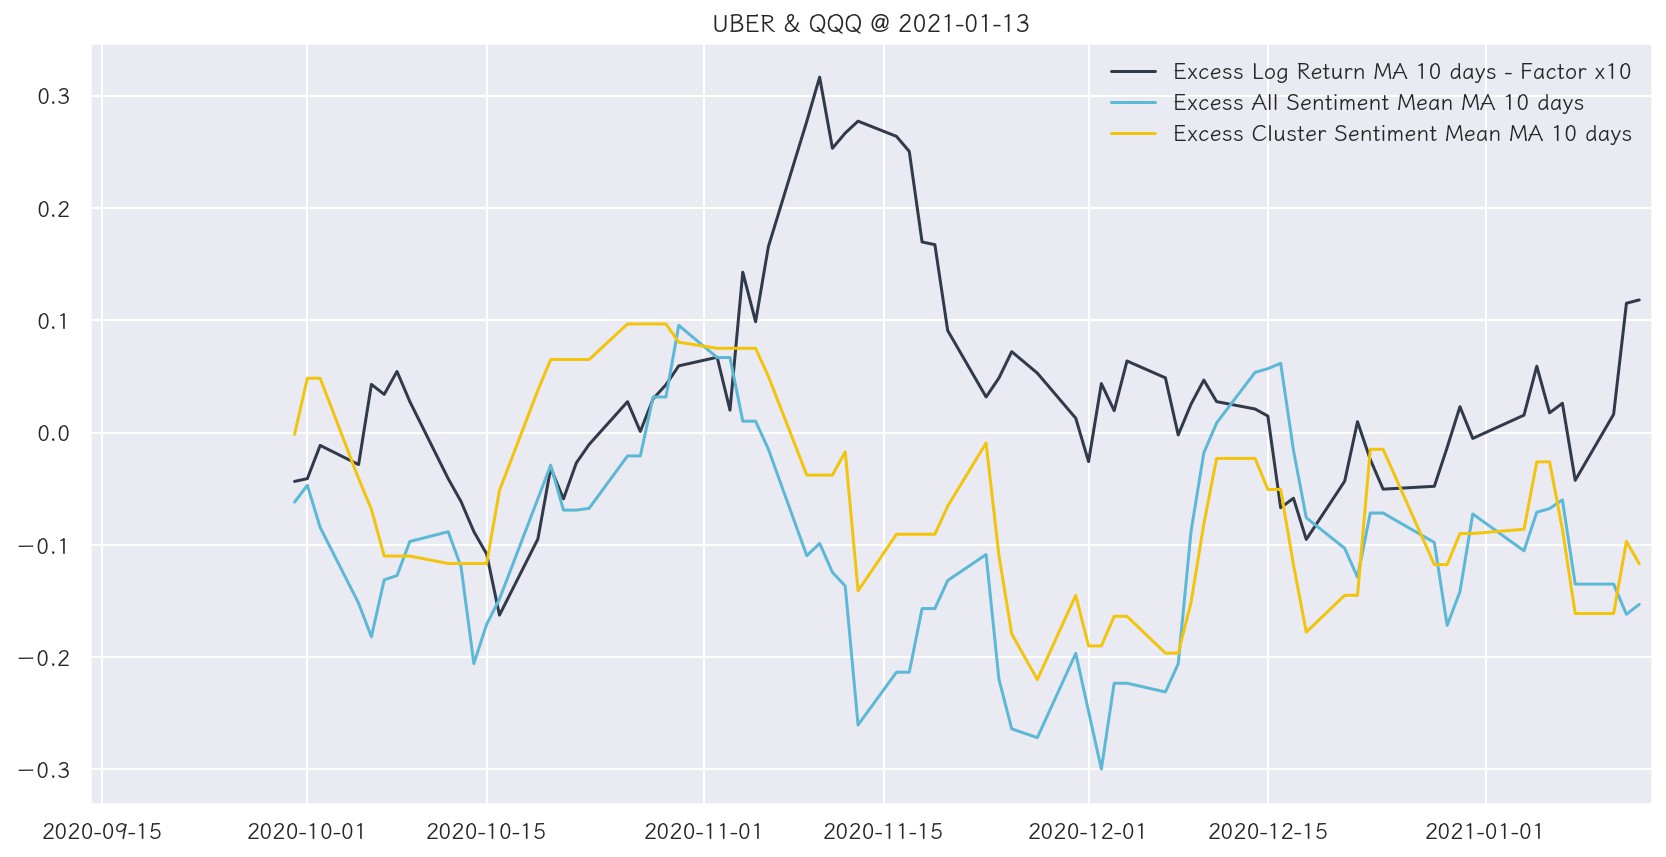 UBER & QQQ @ 2021-01-13
Excess Log Return MA 10 days - Factor x10
Excess All Sentiment Mean MA 10 days
Excess Cluster Sentiment Mean MA 10 days
0.3
0.2
0.1
0.0
−0.1
−0.2
−0.3
2020-09-15 2020-10-01 2020-10-15 2020-11-01 2020-11-15 2020-12-01 2020-12-15 2021-01-01